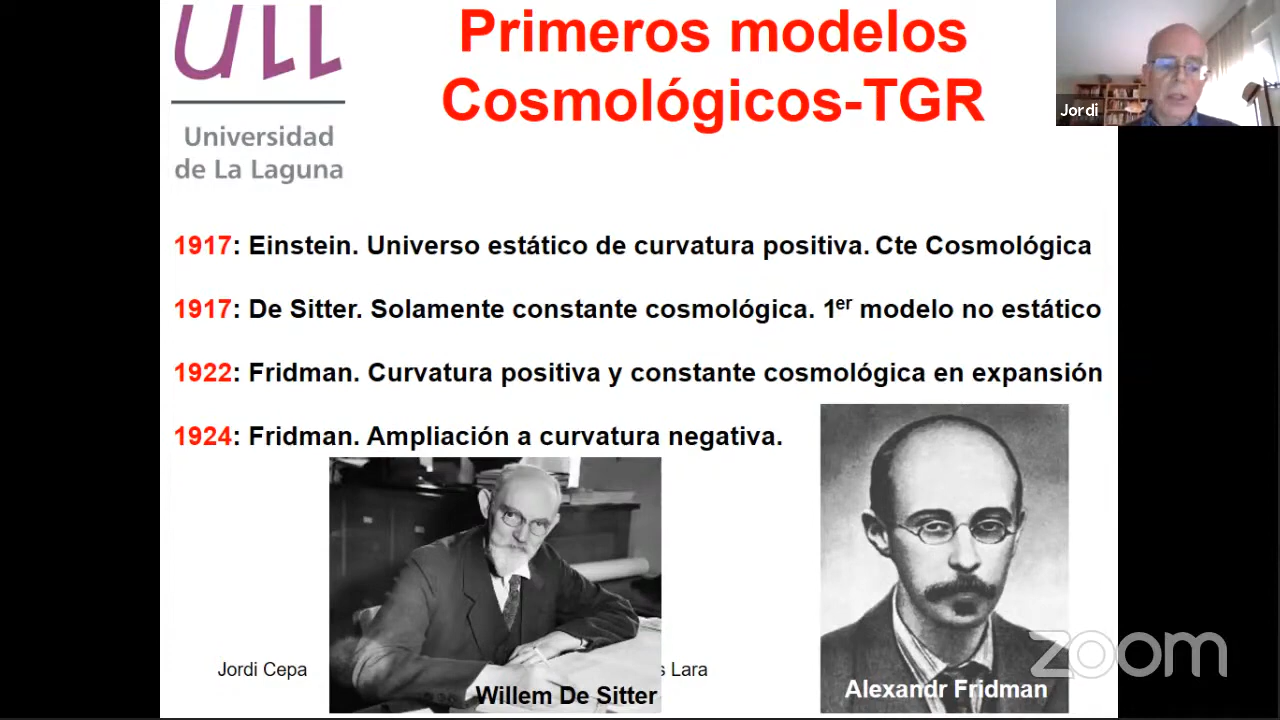 ULL
Universidad
de La Laguna
Primeros modelos
Cosmológicos-TGR
Jordi
1917: Einstein. Universo estático de curvatura positiva. Cte Cosmológica
1917: De Sitter. Solamente constante cosmológica. 1er modelo no estático
1922: Fridman. Curvatura positiva y constante cosmológica en expansión
1924: Fridman. Ampliación a curvatura negativa.
Jordi Cepa
Lara
Willem De Sitter
Alexandr Fridman
zoom